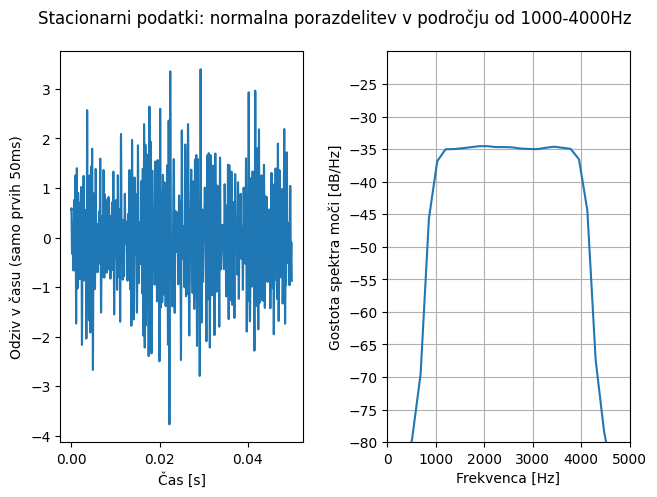 Stacionarni podatki: normalna porazdelitev v področju od 1000-4000Hz
Odziv v času (samo prvih 50ms)
3
2
1
0
−1
−2
−3
−4
0.00 0.02 0.04
Čas [s]
Gostota spektra moči [dB/Hz]
−25
−30
−35
−40
−45
−50
−55
−60
−65
−70
−75
−80
0 1000 2000 3000 4000 5000
Frekvenca [Hz]